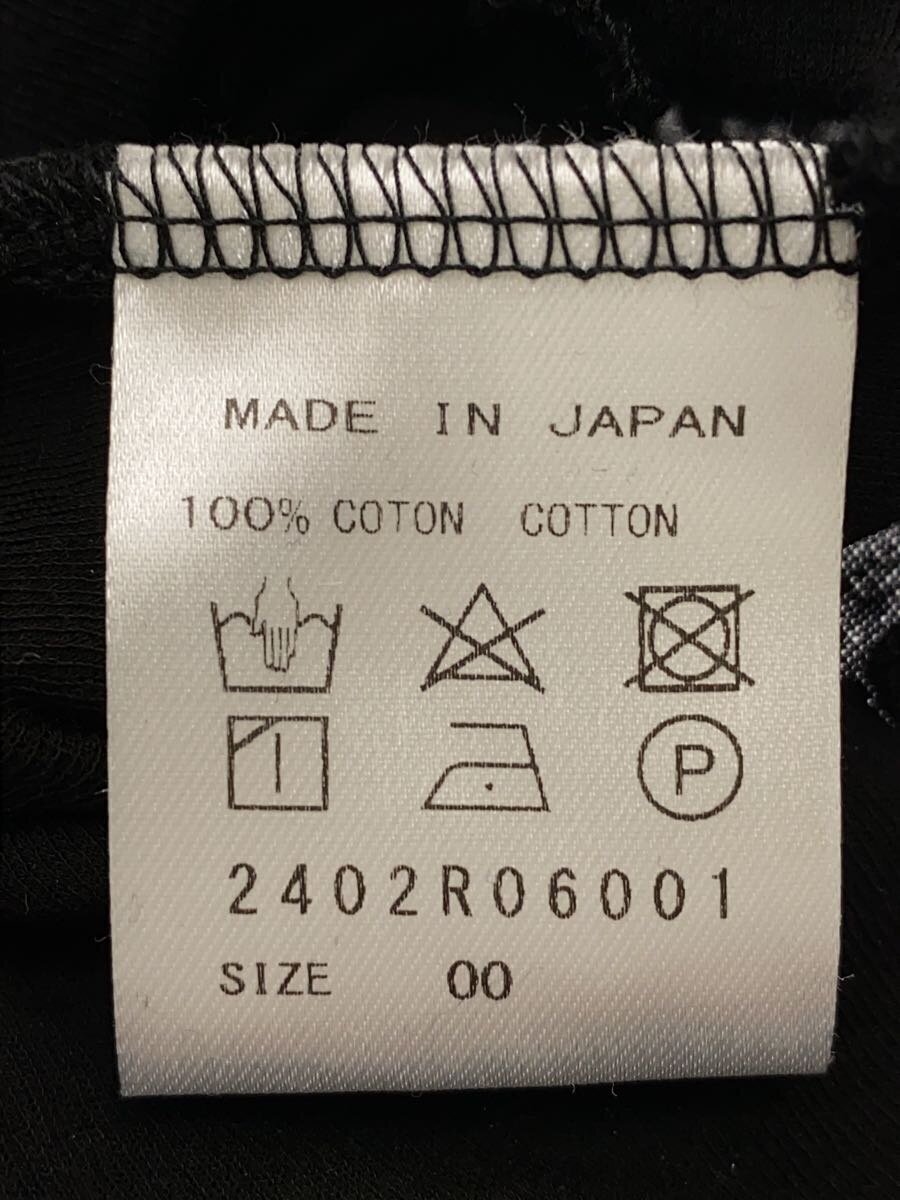 MADE IN JAPAN
100% COTON COTTON
P
2402R06001
SIZE 00